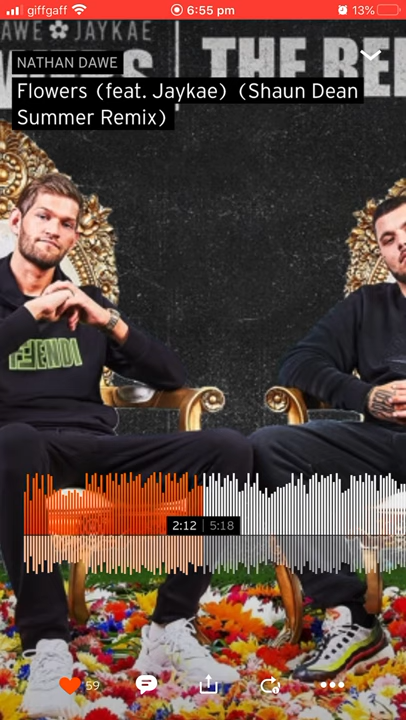 giffgaff 6:55 pm 13%
DAWE JAYKAE
THE
NATHAN DAWE
Flowers (feat. Jaykae) (Shaun Dean
Summer Remix)
FENDI
2:12 | 5:18
59